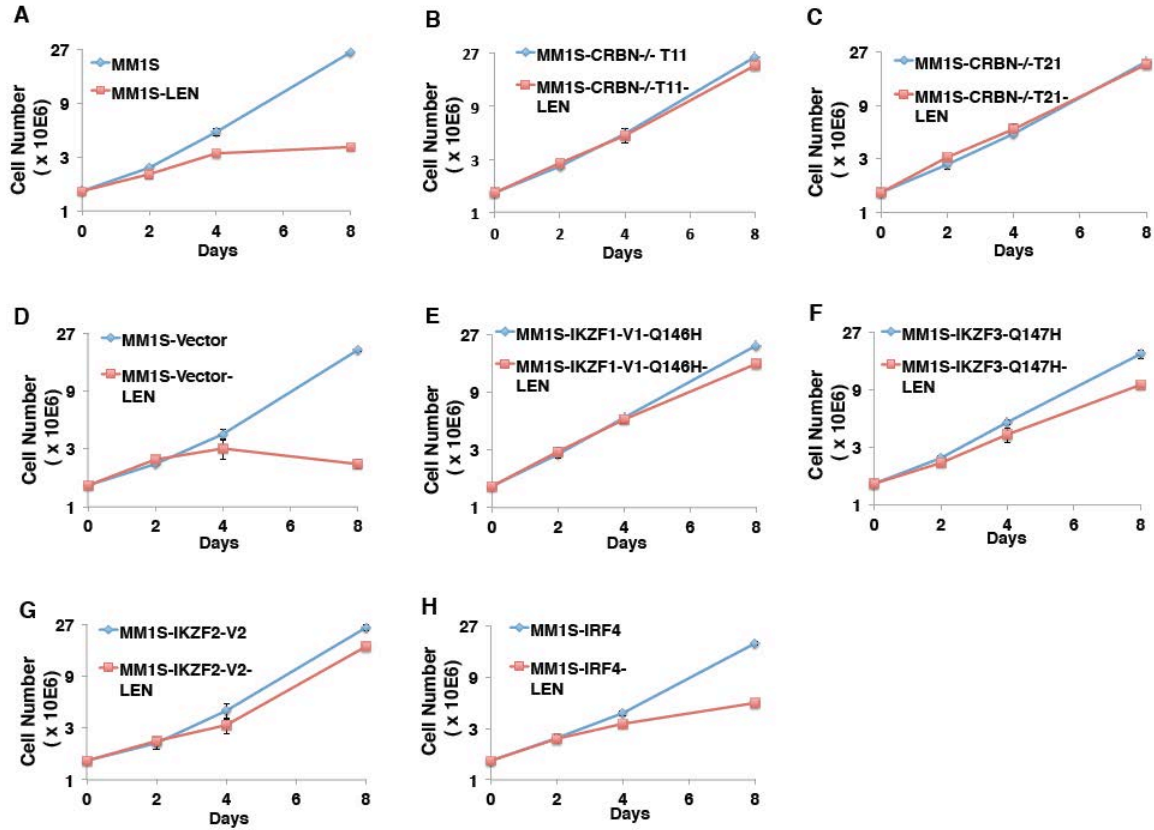 A
27
9
3
1
Cell Number
( x 10E6)
MM1S
MM1S-LEN
0 2 4 6 8
Days
B
27
9
3
1
Cell Number
( x 10E6)
MM1S-CRBN-/- T11
MM1S-CRBN-/-T11-
LEN
0 2 4 6 8
Days
C
27
9
3
1
Cell Number
( x 10E6)
MM1S-CRBN-/-T21
MM1S-CRBN-/-T21-
LEN
0 2 4 6 8
Days
D
27
9
3
1
Cell Number
( x 10E6)
MM1S-Vector
MM1S-Vector-
LEN
0 2 4 6 8
Days
E
27
9
3
1
Cell Number
( x 10E6)
MM1S-IKZF1-V1-Q146H
MM1S-IKZF1-V1-Q146H-
LEN
0 2 4 6 8
Days
F
27
9
3
1
Cell Number
( x 10E6)
MM1S-IKZF3-Q147H
MM1S-IKZF3-Q147H-
LEN
0 2 4 6 8
Days
G
27
9
3
1
Cell Number
( x 10E6)
MM1S-IKZF2-V2
MM1S-IKZF2-V2-
LEN
0 2 4 6 8
Days
H
27
9
3
1
Cell Number
( x 10E6)
MM1S-IRF4
MM1S-IRF4-
LEN
0 2 4 6 8
Days